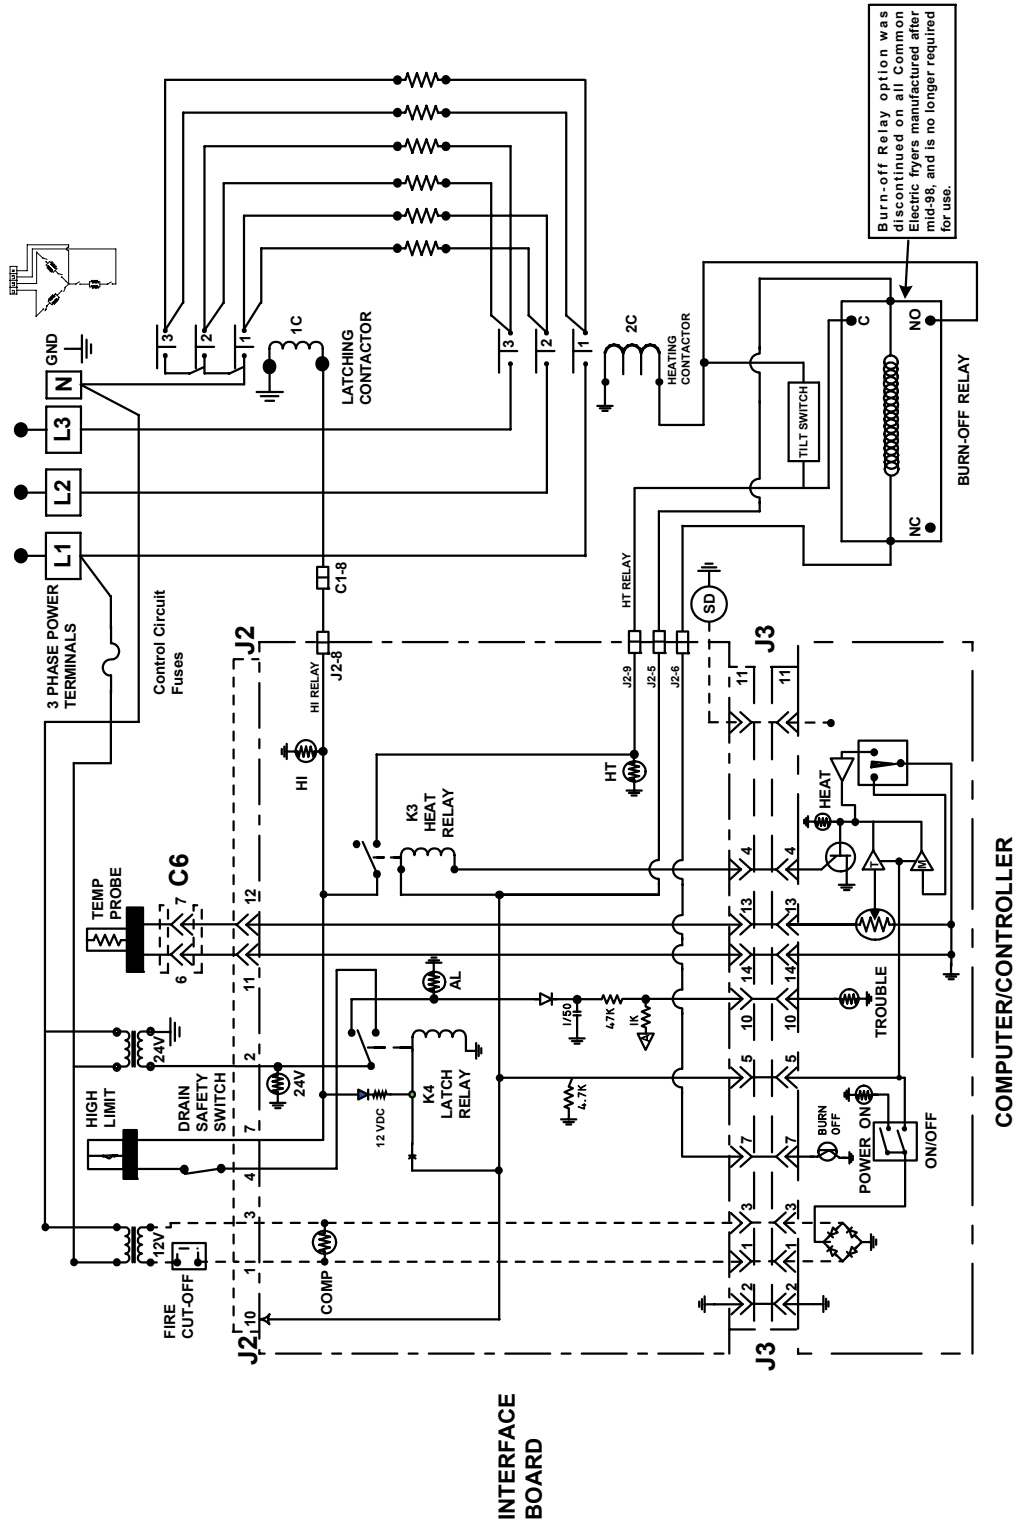 3 PHASE POWER
TERMINALS
L1
L2
L3
N
GND
Control Circuit
Fuses
3
2
1
1C
LATCHING
CONTACTOR
3
2
1
2C
HEATING
CONTACTOR
TILT SWITCH
C
NO
NC
BURN-OFF RELAY
Burn-off Relay option was
discontinued on all Common
Electric fryers manufactured after
mid-98, and is no longer required
for use.
C1-8
J2-8
HI RELAY
HI
HT RELAY
J2-9
J2-5
J2-6
HT
SD
TEMP
PROBE
C6
6
7
24V
HIGH
LIMIT
DRAIN
SAFETY
SWITCH
12V
FIRE
CUT-OFF
J2
10
1
3
4
7
2
11
12
J2
COMP
24V
12 VDC
K4
LATCH
RELAY
AL
K3
HEAT
RELAY
1/50
47K
1K
A
4.7K
J3
2
1
3
7
5
10
14
13
4
11
J3
2
1
3
7
5
10
14
13
4
11
BURN
OFF
POWER ON
ON/OFF
TROUBLE
T
M
HEAT
INTERFACE
BOARD
COMPUTER/CONTROLLLER